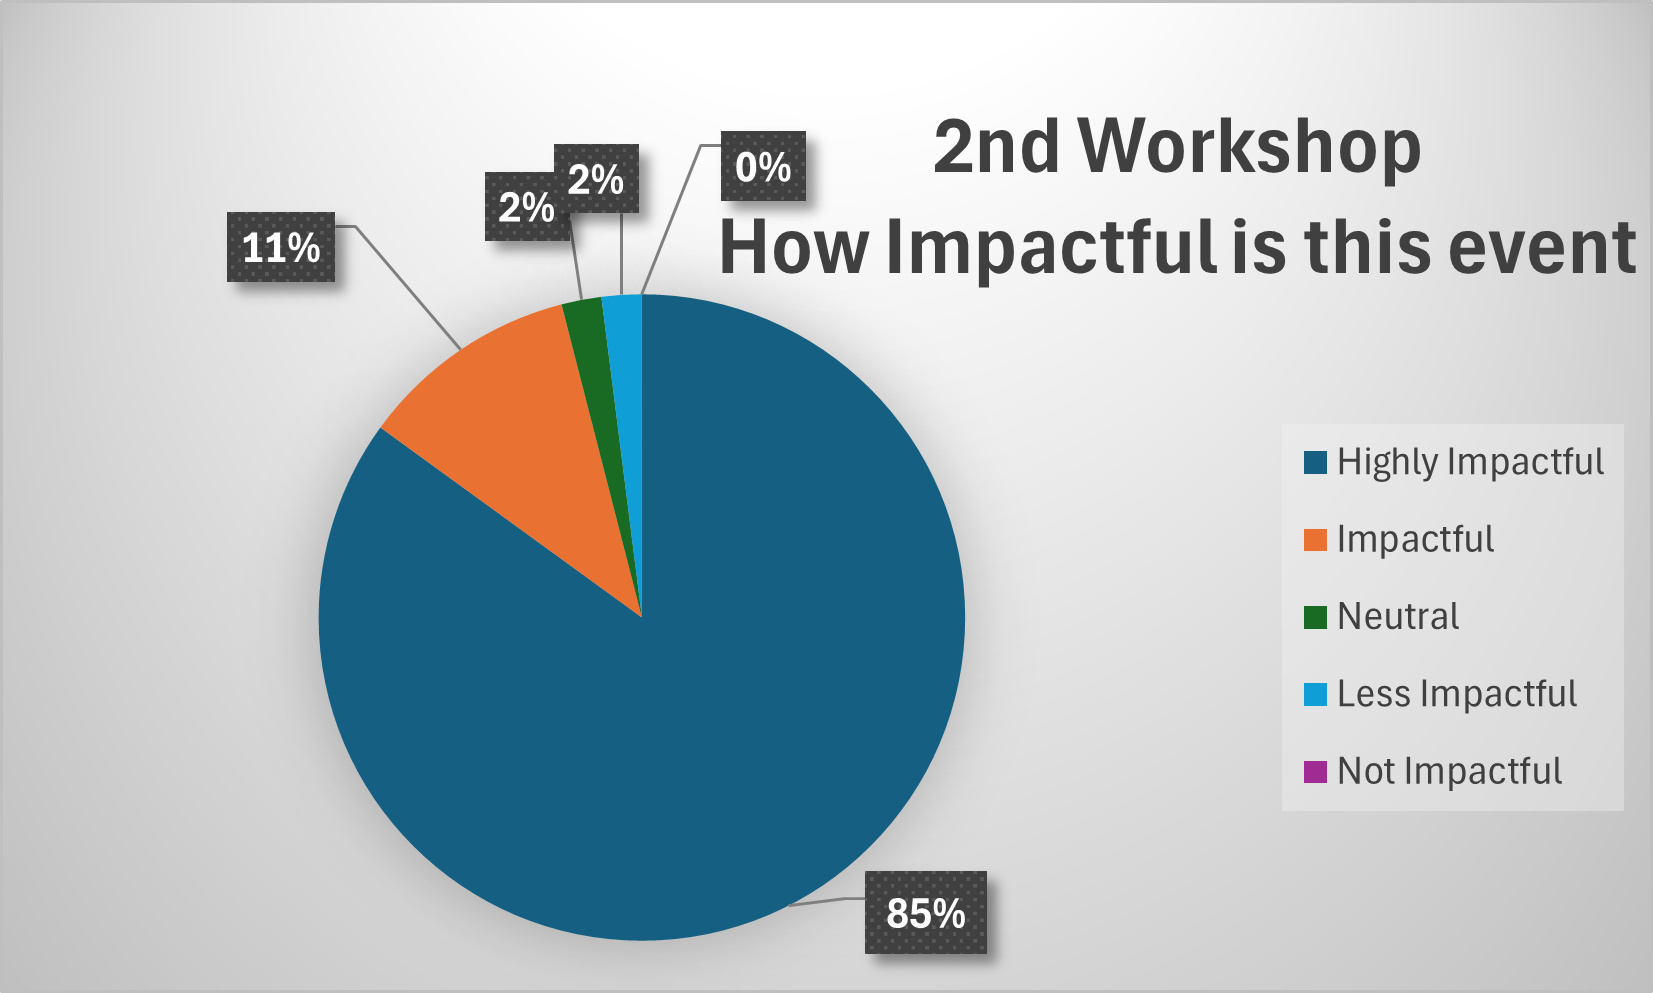 2nd Workshop
How Impactful is this event
0%
2%
2%
11%
85%
Highly Impactful
Impactful
Neutral
Less Impactful
Not Impactful